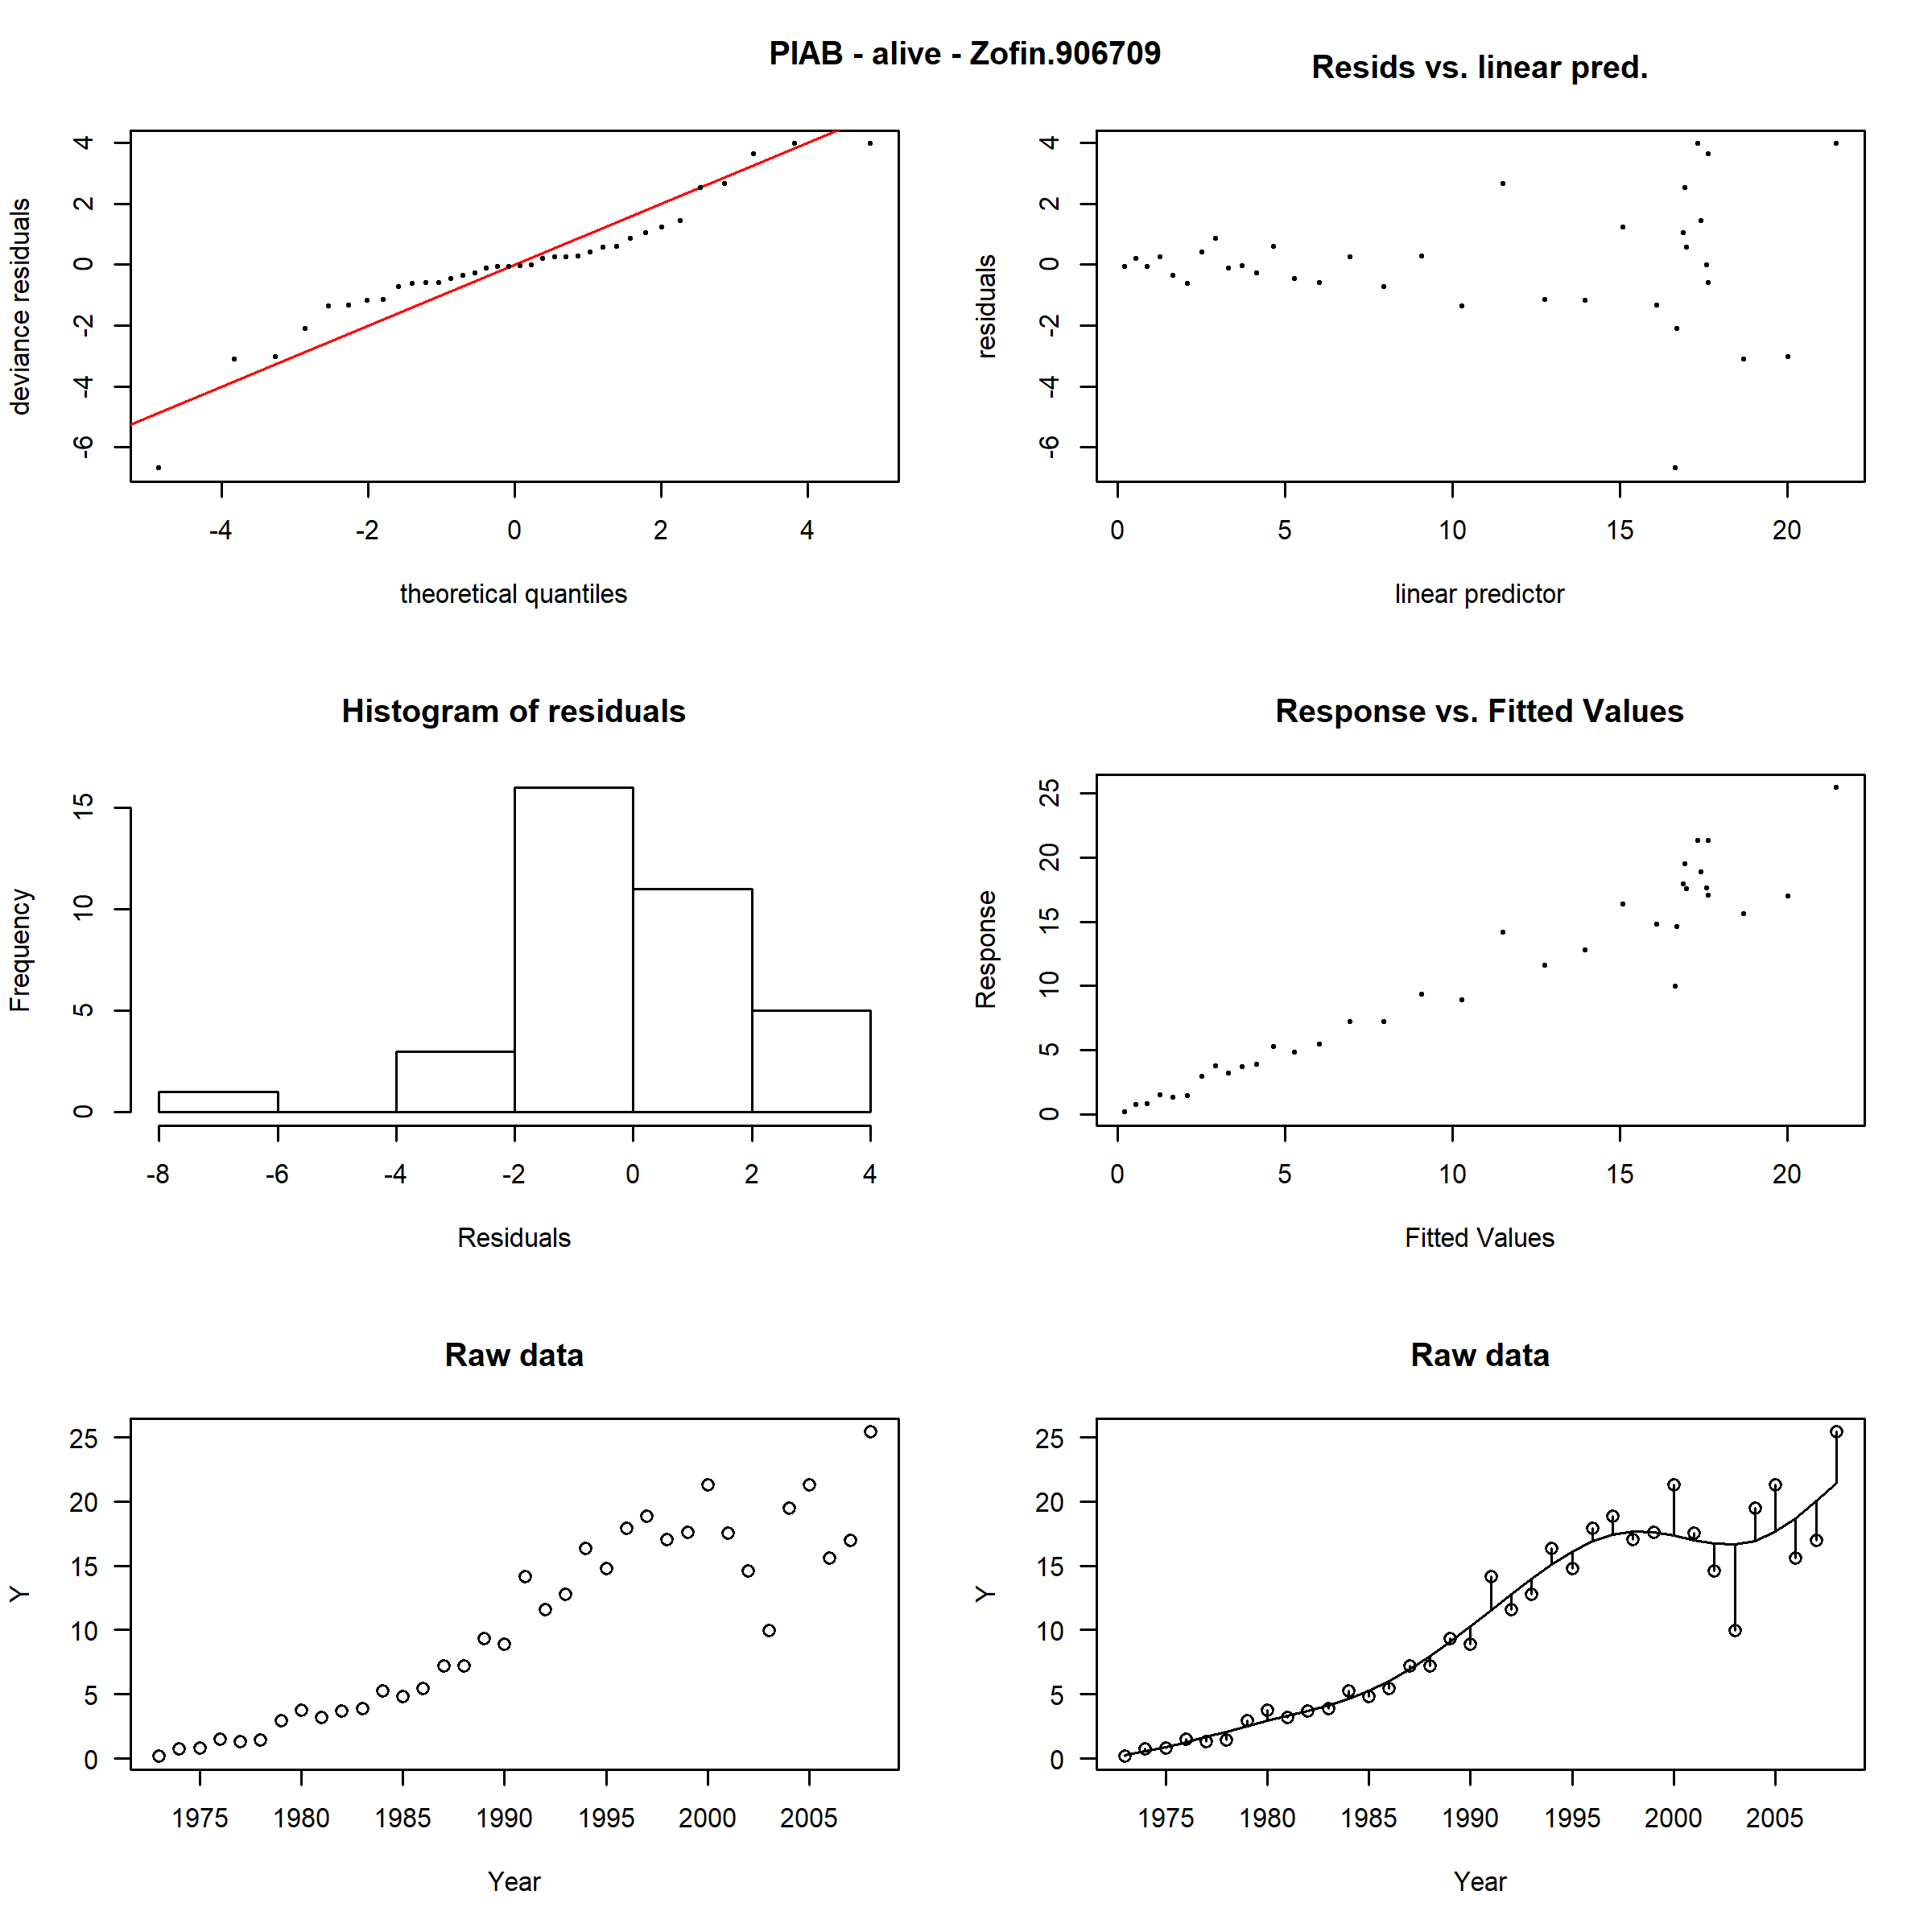 PIAB - alive - Zofin.906709
Resids vs. linear pred.
deviance residuals
4
2
0
-2
-4
-6
-4 -2 0 2 4
theoretical quantiles
residuals
4
2
0
-2
-4
-6
0 5 10 15 20
linear predictor
Histogram of residuals
Frequency
15
10
5
0
-8 -6 -4 -2 0 2 4
Residuals
Response vs. Fitted Values
Response
25
20
15
10
5
0
0 5 10 15 20
Fitted Values
Raw data
Y
25
20
15
10
5
0
1975 1980 1985 1990 1995 2000 2005
Year
Raw data
Y
25
20
15
10
5
0
1975 1980 1985 1990 1995 2000 2005
Year